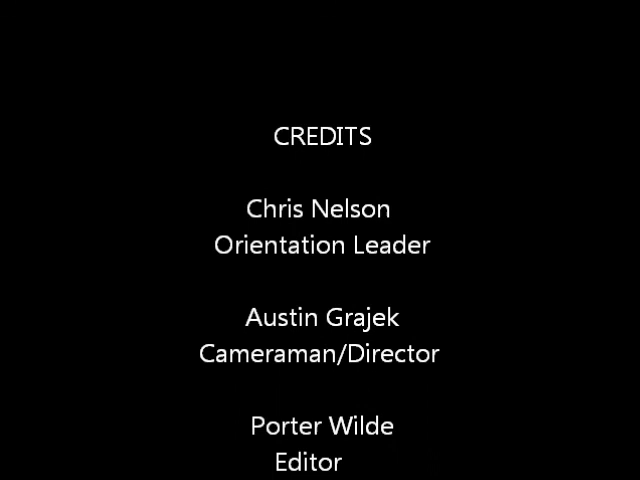 CREDITS
Chris Nelson
Orientation Leader
Austin Grajek
Cameraman/Director
Porter Wilde
Editor